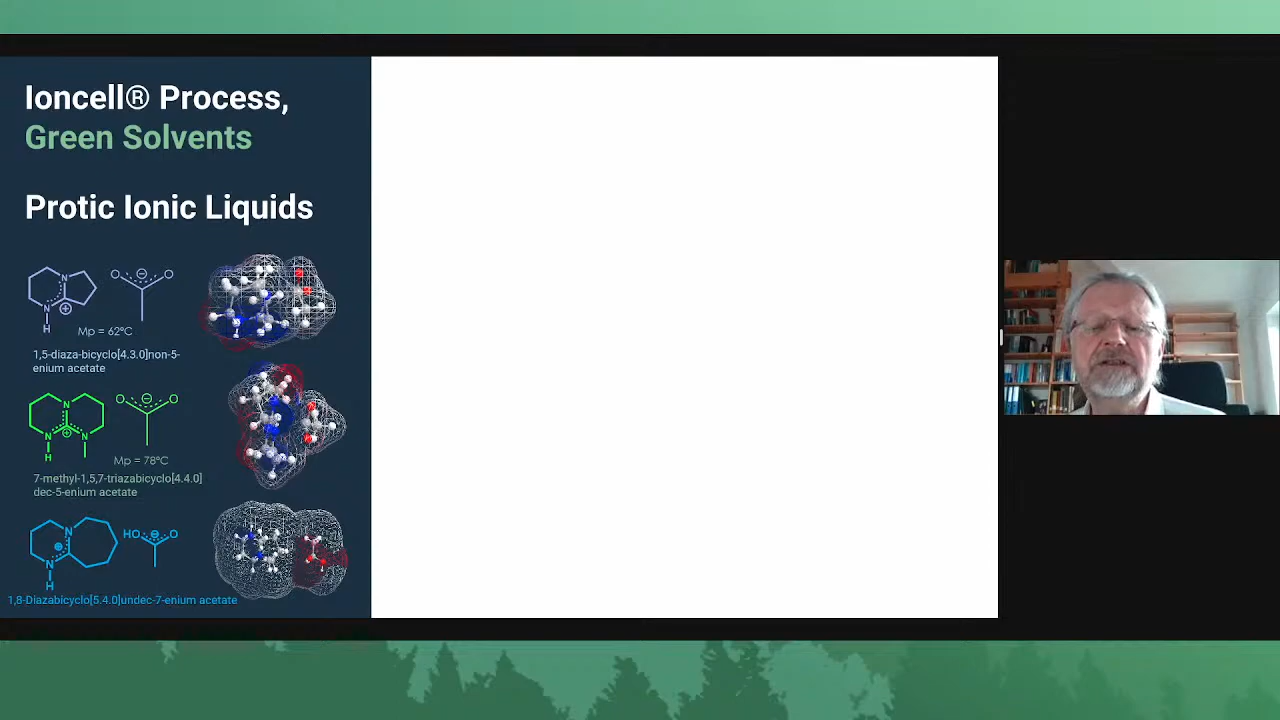 Ioncell® Process,
Green Solvents
Protic Ionic Liquids
O ⊖ O
N
N
⊕
H
Mp = 62°C
1,5-diaza-bicyclo[4.3.0]non-5-
enium acetate
O ⊖ O
N
N ⊕ N
H
Mp = 78°C
7-methyl-1,5,7-triazabicyclo[4.4.0]
dec-5-enium acetate
N HO ⊖ O
⊕
N
H
1,8-Diazabicyclo[5.4.0]undec-7-enium acetate